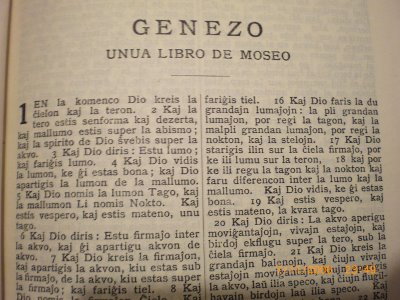 GENEZO
UNUA LIBRO DE MOSEO
1 EN la komenco Dio kreis la
ĉielon kaj la teron. 2 Kaj la
tero estis senforma kaj dezerta,
kaj mallumo estis super la abismo;
kaj la spirito de Dio ŝvebis super la
akvo. 3 Kaj Dio diris: Estu lumo;
kaj fariĝis lumo. 4 Kaj Dio vidis
la lumon, ke ĝi estas bona; kaj Dio
apartigis la lumon de la mallumo.
5 Kaj Dio nomis la lumon Tago, kaj
la mallumon Li nomis Nokto. Kaj
estis vespero, kaj estis mateno, unu
tago.
6 Kaj Dio diris: Estu firmaĵo inter
la akvo, kaj ĝi apartigu akvon de
akvo. 7 Kaj Dio kreis la firmaĵon,
kaj apartigis la akvon, kiu estas sub
la firmaĵo, de la akvo, kiu estas super
la firmaĵo; kaj fariĝis tiel. 8 Kaj
fariĝis tiel. 16 Kaj Dio faris la du
grandajn lumaĵojn: la pli grandan
lumaĵon, por regi la tagon, kaj la
malpli grandan lumaĵon, por regi la
nokton, kaj la stelojn. 17 Kaj Dio
starigis ilin sur la ĉiela firmaĵo, por
ke ili lumu sur la teron, 18 kaj por
ke ili regu la tagon kaj la nokton kaj
faru diferencon inter la lumo kaj la
mallumo. Kaj Dio vidis, ke ĝi estas
bona. 19 Kaj estis vespero, kaj
estis mateno, la kvara tago.
20 Kaj Dio diris: La akvo aperigu
moviĝantaĵojn, vivajn estaĵojn, kaj
birdoj ekflugu super la tero, sub la
ĉiela firmaĵo. 21 Kaj Dio kreis la
grandajn balenojn, kaj ĉiujn vivajn
estaĵojn moviĝantajn,
la akvo, laŭ ilia speco, kaj ĉiujn flugil-
havajn birdojn laŭ ilia speco. Kaj